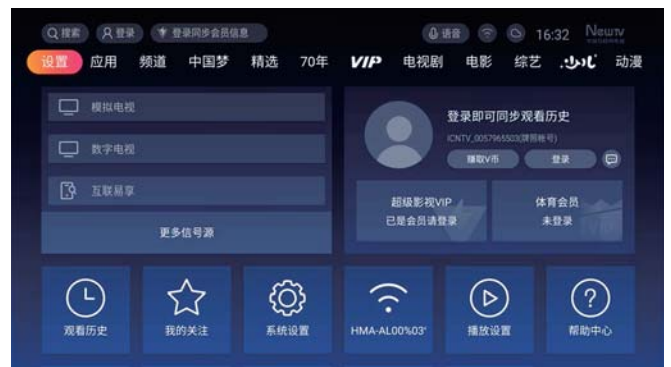 搜索 登录 登录同步会员信息 语音 16:32 Newtv
设置 应用 频道 中国梦 精选 70年 VIP 电视剧 电影 综艺 少儿 动漫
模拟电视
数字电视
互联易享
更多信号源
登录即可同步观看历史
ICNTV_0057965503(牌照帐号)
赚取V币 登录
超级影视VIP
已是会员请登录
体育会员
未登录
观看历史 我的关注 系统设置 HMA-AL00%03' 播放设置 帮助中心